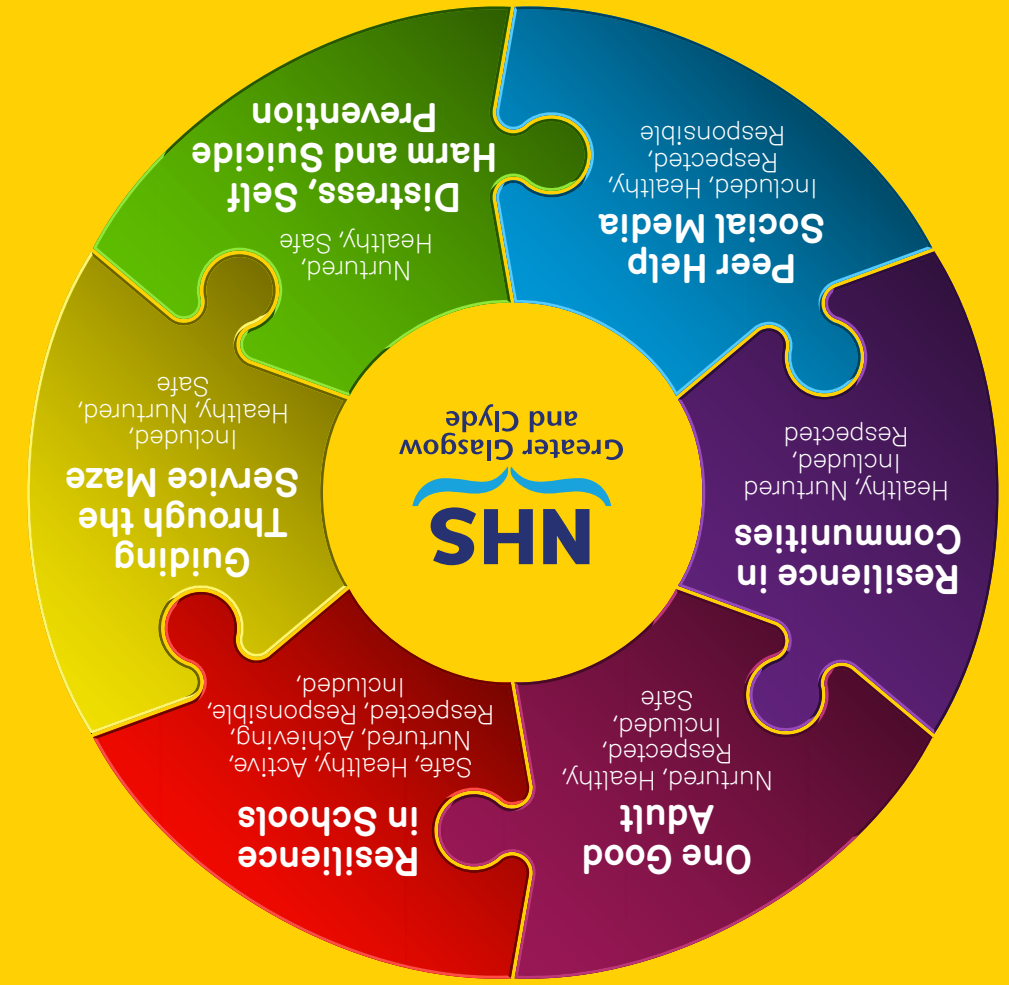 One Good
Adult
Nurtured, Healthy,
Respected,
Included,
Safe
Resilience
in Schools
Safe, Healthy, Active,
Nurtured, Achieving,
Respected, Responsible,
Included,
Guiding
Through the
Service Maze
Included,
Healthy, Nurtured,
Safe
Nurtured,
Healthy, Safe
Distress, Self
Harm and Suicide
Prevention
Peer Help
Social Media
Included, Healthy,
Respected,
Responsible
Resilience in
Communities
Healthy, Nurtured
Included,
Respected
NHS
Greater Glasgow
and Clyde